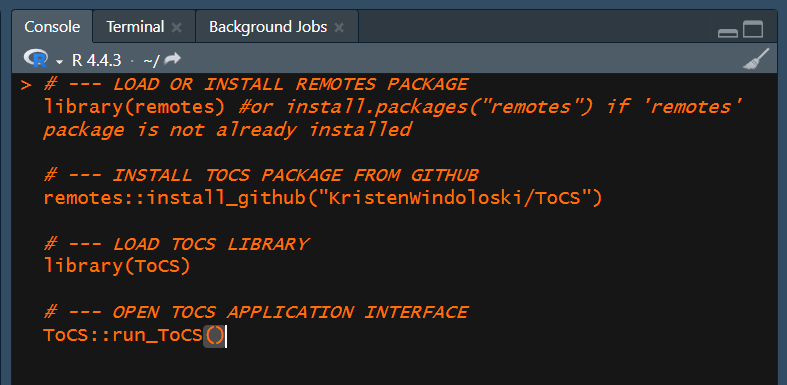 Console Terminal Background Jobs
R R 4.4.3 · ~/
> # --- LOAD OR INSTALL REMOTES PACKAGE
library(remotes) #or install.packages("remotes") if 'remotes'
package is not already installed
# --- INSTALL TOCS PACKAGE FROM GITHUB
remotes::install_github("KristenWindoloski/ToCS")
# --- LOAD TOCS LIBRARY
library(ToCS)
# --- OPEN TOCS APPLICATION INTERFACE
ToCS::run_ToCS()